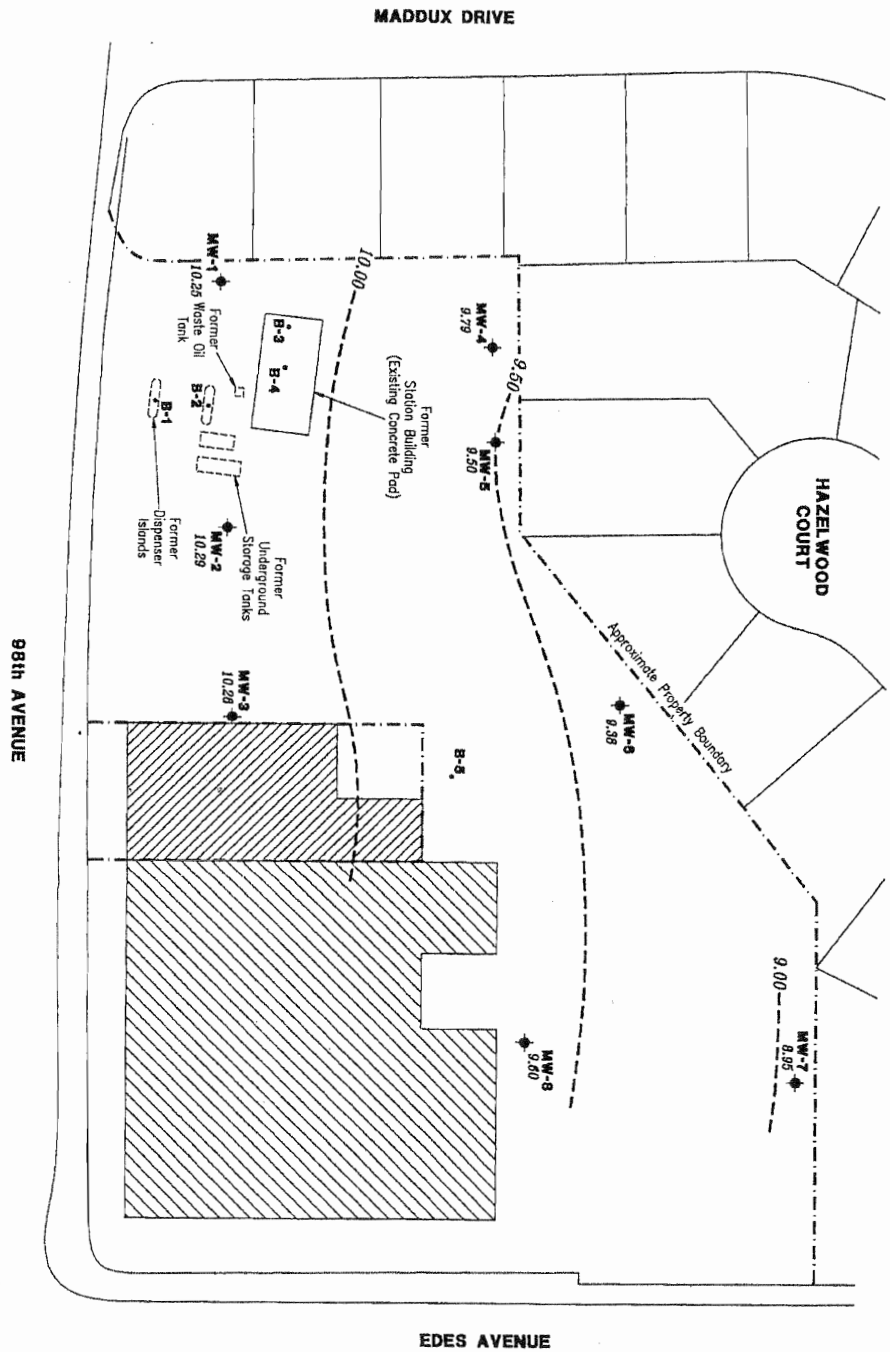 MADDUX DRIVE
MW-1
10.25
Former
Waste Oil
Tank
B-3
B-4
10.00
Former
Station Building
(Existing Concrete Pad)
MW-4
9.79
9.50
MW-5
9.50
HAZELWOOD
COURT
B-1
B-2
Former
Dispenser
Islands
MW-2
10.29
Former
Underground
Storage Tanks
MW-3
10.28
B-5
MW-6
9.38
Approximate Property Boundary
98th AVENUE
9.00
MW-7
8.95
MW-8
9.60
EDES AVENUE